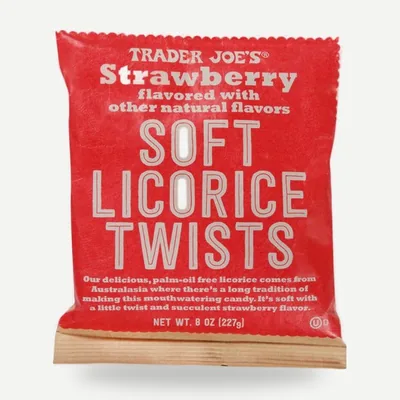 TRADER JOE'S®
Strawberry
flavored with
other natural flavors
SOFT
LICORICE
TWISTS
Our delicious, palm-oil free licorice comes from
Australasia where there's a long tradition of
making this mouthwatering candy. It's soft with
a little twist and succulent strawberry flavor.
NET WT. 8 OZ (227g)
U D